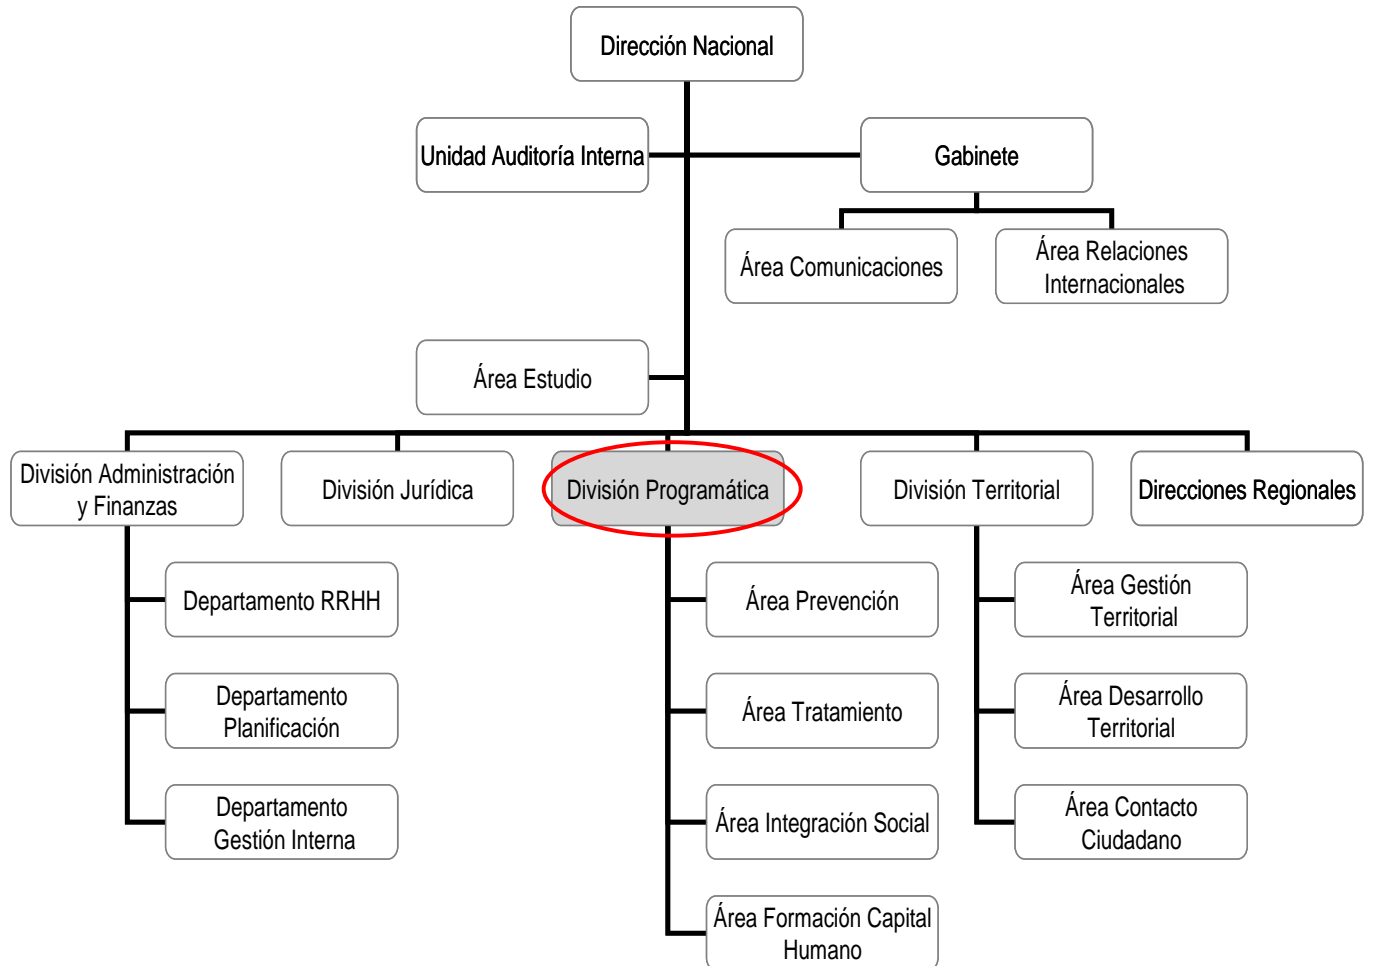 Dirección Nacional
Unidad Auditoría Interna
Gabinete
Área Comunicaciones
Área Relaciones
Internacionales
Área Estudio
División Administración
y Finanzas
División Jurídica
División Programática
División Territorial
Direcciones Regionales
Departamento RRHH
Departamento
Planificación
Departamento
Gestión Interna
Área Prevención
Área Tratamiento
Área Integración Social
Área Formación Capital
Humano
Área Gestión
Territorial
Área Desarrollo
Territorial
Área Contacto
Ciudadano